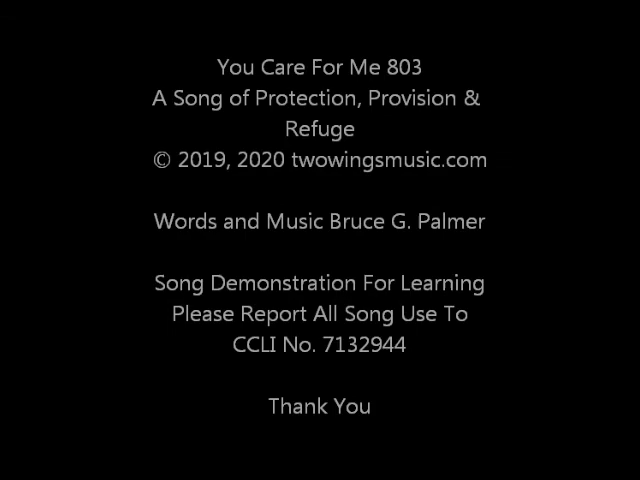 You Care For Me 803
A Song of Protection, Provision &
Refuge
© 2019, 2020 twowingsmusic.com
Words and Music Bruce G. Palmer
Song Demonstration For Learning
Please Report All Song Use To
CCLI No. 7132944
Thank You